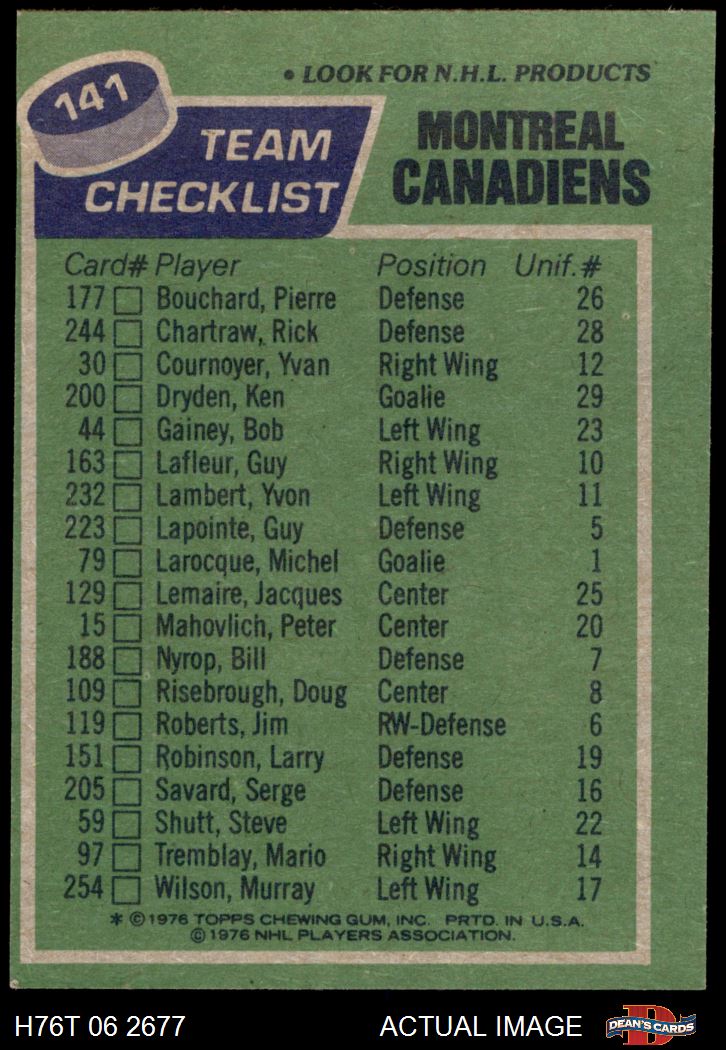 • LOOK FOR N.H.L. PRODUCTS
141
TEAM
CHECKLIST
MONTREAL
CANADIENS
Card# Player Position Unif.#
177 Bouchard, Pierre Defense 26
244 Chartraw, Rick Defense 28
30 Cournoyer, Yvan Right Wing 12
200 Dryden, Ken Goalie 29
44 Gainey, Bob Left Wing 23
163 Lafleur, Guy Right Wing 10
232 Lambert, Yvon Left Wing 11
223 Lapointe, Guy Defense 5
79 Larocque, Michel Goalie 1
129 Lemaire, Jacques Center 25
15 Mahovlich, Peter Center 20
188 Nyrop, Bill Defense 7
109 Risebrough, Doug Center 8
119 Roberts, Jim RW-Defense 6
151 Robinson, Larry Defense 19
205 Savard, Serge Defense 16
59 Shutt, Steve Left Wing 22
97 Tremblay, Mario Right Wing 14
254 Wilson, Murray Left Wing 17
* ©1976 TOPPS CHEWING GUM, INC. PRTD. IN U.S.A.
©1976 NHL PLAYERS ASSOCIATION.
H76T 06 2677 ACTUAL IMAGE D DEAN'S CARDS